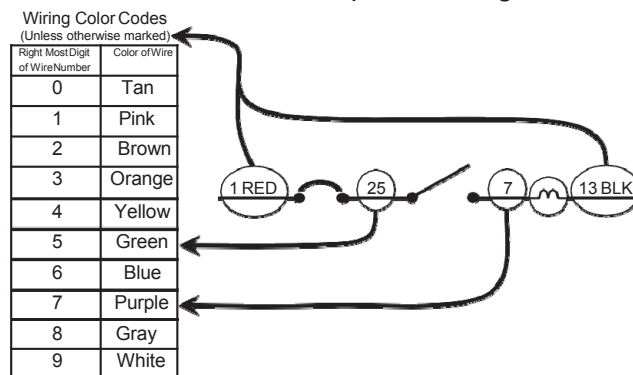 Wiring Color Codes
(Unless otherwise marked)
Right Most Digit of Wire Number Color of Wire
0 Tan
1 Pink
2 Brown
3 Orange
4 Yellow
5 Green
6 Blue
7 Purple
8 Gray
9 White
1 RED 25 7 13 BLK